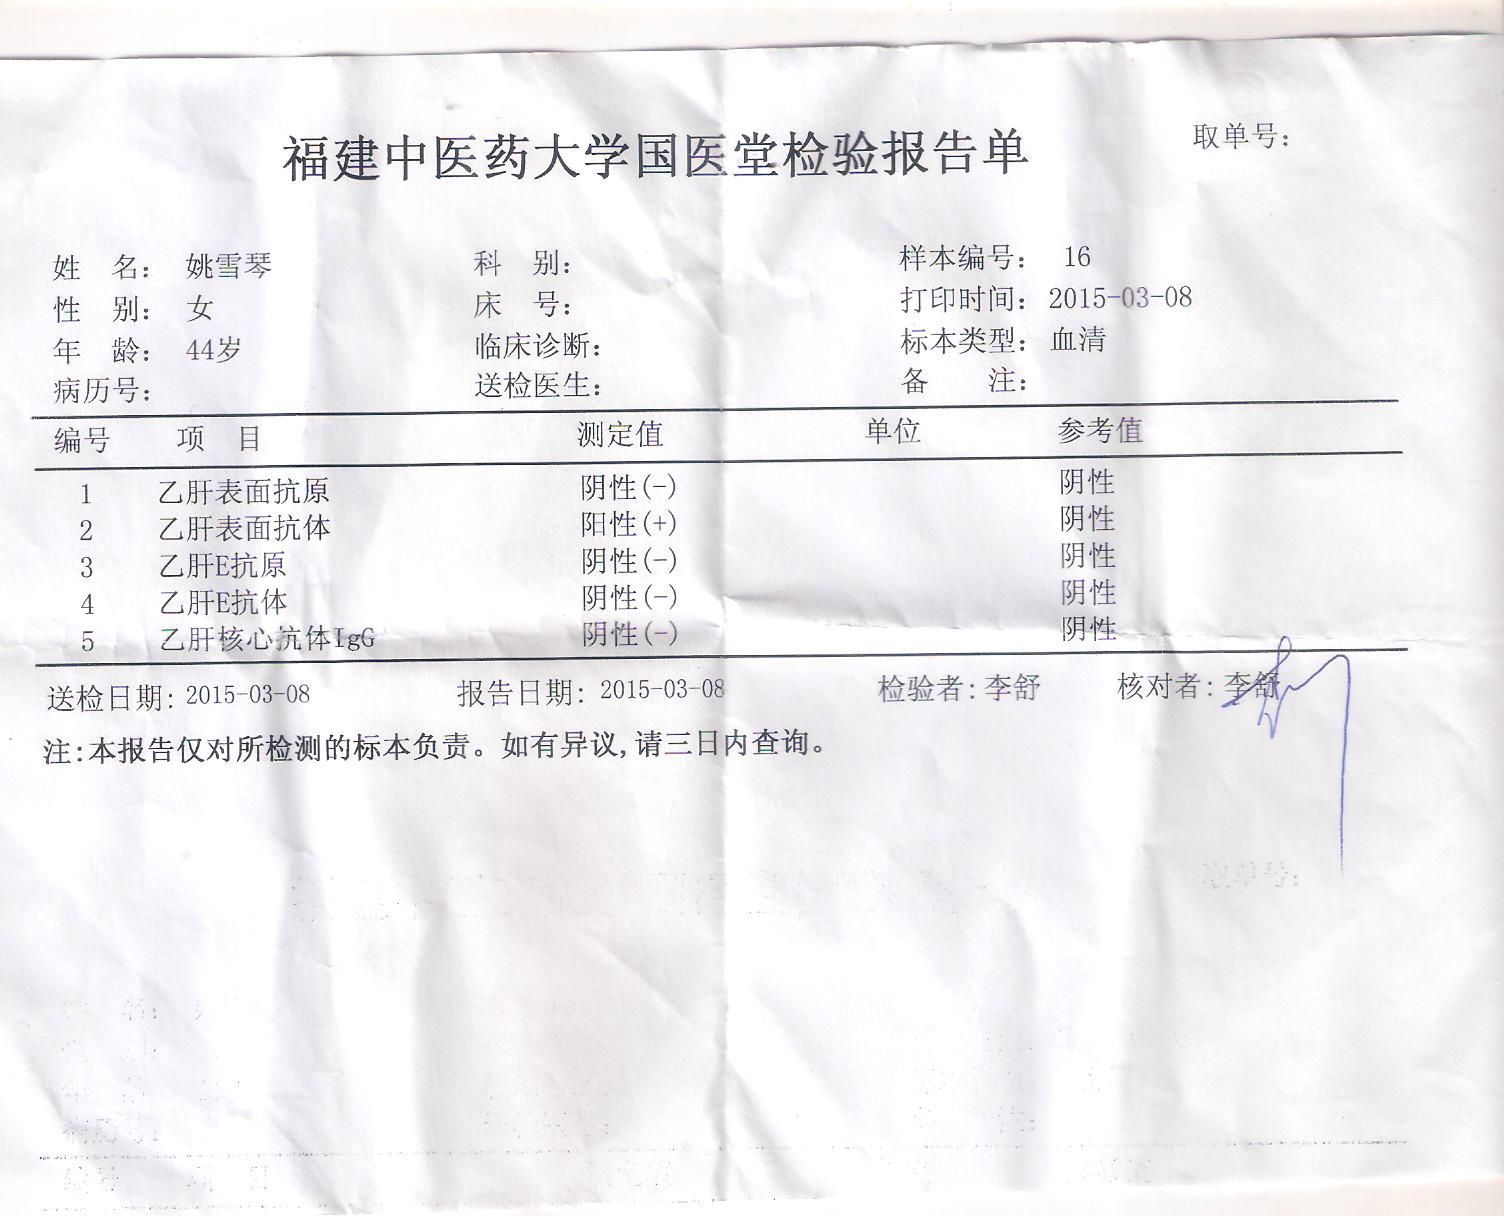 福建中医药大学国医堂检验报告单
取单号：
姓 名： 姚雪琴 科 别： 样本编号： 16
性 别： 女 床 号： 打印时间： 2015-03-08
年 龄： 44岁 临床诊断： 标本类型： 血清
病历号： 送检医生： 备 注：
编号 项 目 测定值 单位 参考值
1 乙肝表面抗原 阴性(-) 阴性
2 乙肝表面抗体 阳性(+) 阴性
3 乙肝E抗原 阴性(-) 阴性
4 乙肝E抗体 阴性(-) 阴性
5 乙肝核心抗体IgG 阴性(-) 阴性
送检日期: 2015-03-08 报告日期: 2015-03-08 检验者: 李舒 核对者: 李舒
注:本报告仅对所检测的标本负责。如有异议,请三日内查询。